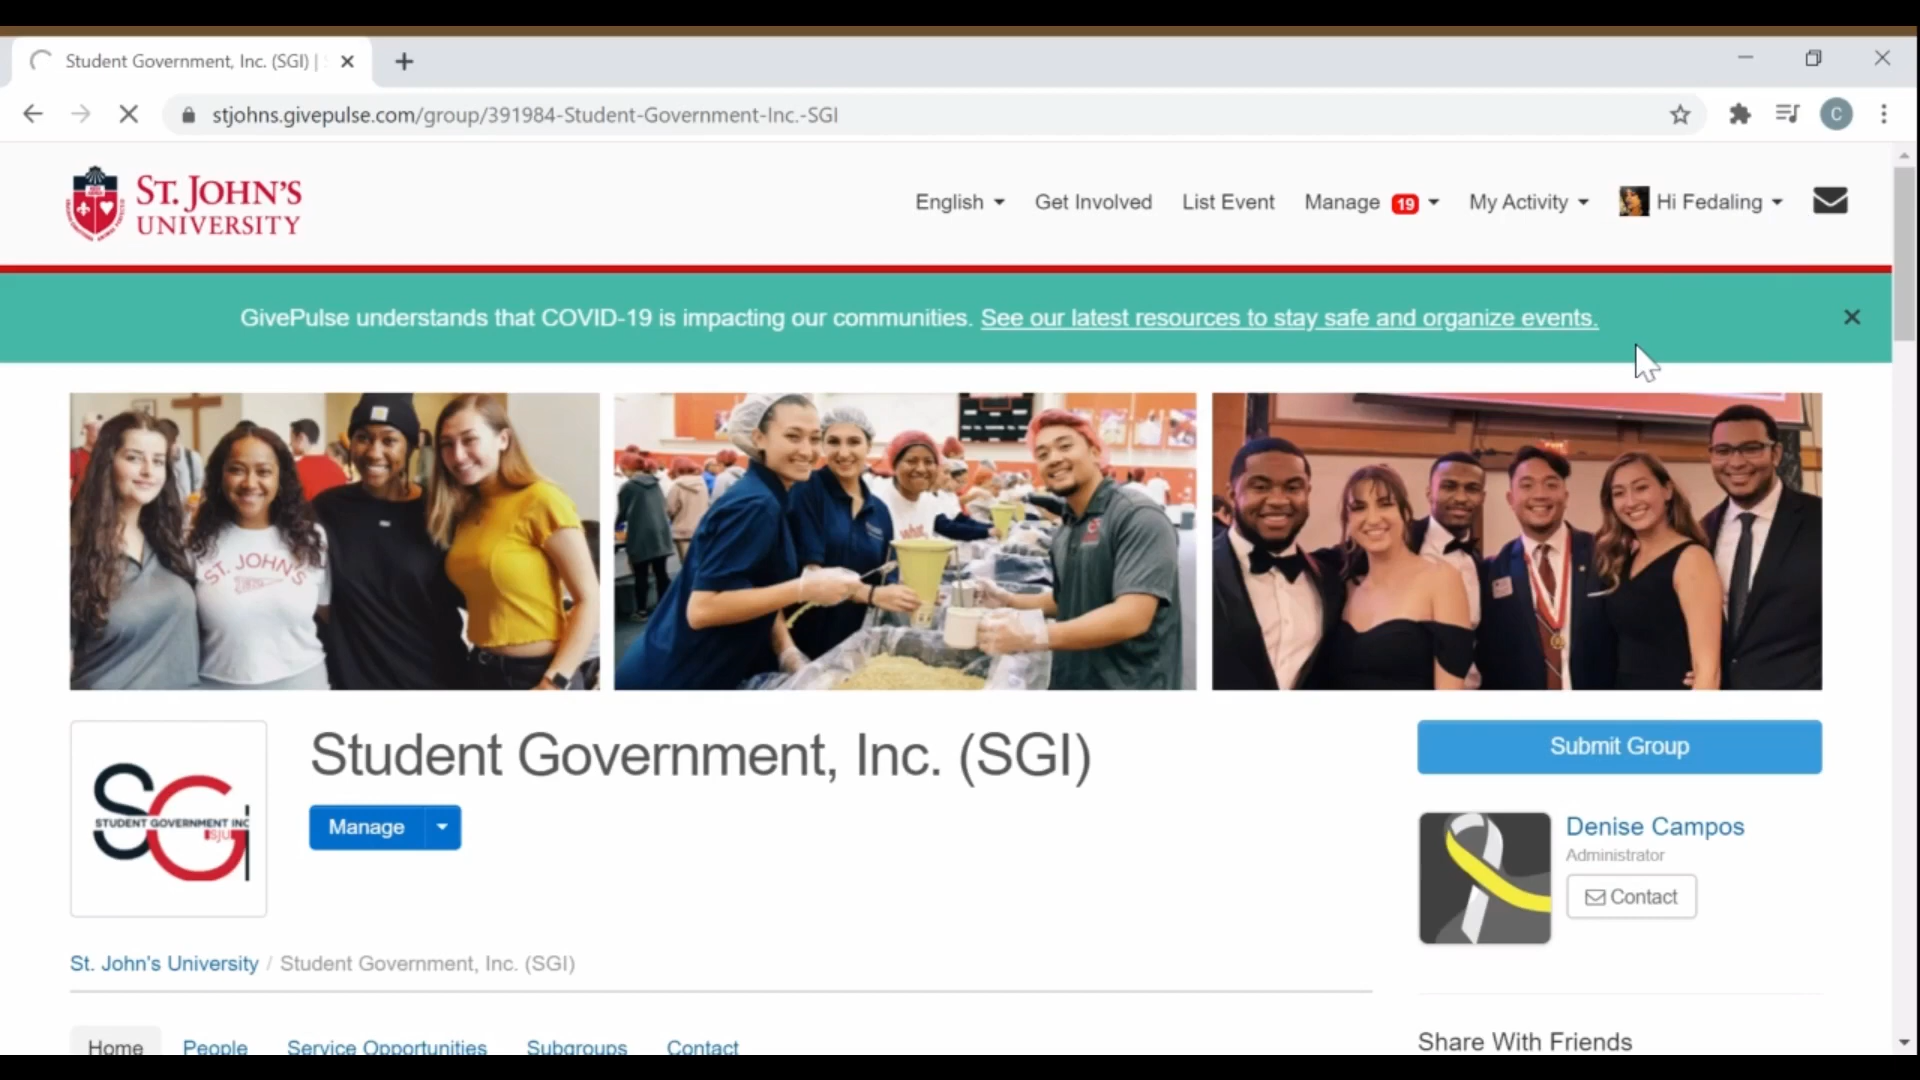 Student Government, Inc. (SGI) |
stjohns.givepulse.com/group/391984-Student-Government-Inc.-SGI
C
ST. JOHN'S
UNIVERSITY
English
Get Involved
List Event
Manage 19
My Activity
Hi Fedaling
GivePulse understands that COVID-19 is impacting our communities. See our latest resources to stay safe and organize events.
ST. JOHN'S
Student Government, Inc. (SGI)
Submit Group
SGI
STUDENT GOVERNMENT INC
SJU
Manage
Denise Campos
Administrator
Contact
St. John's University / Student Government, Inc. (SGI)
Home
People
Service Opportunities
Subgroups
Contact
Share With Friends